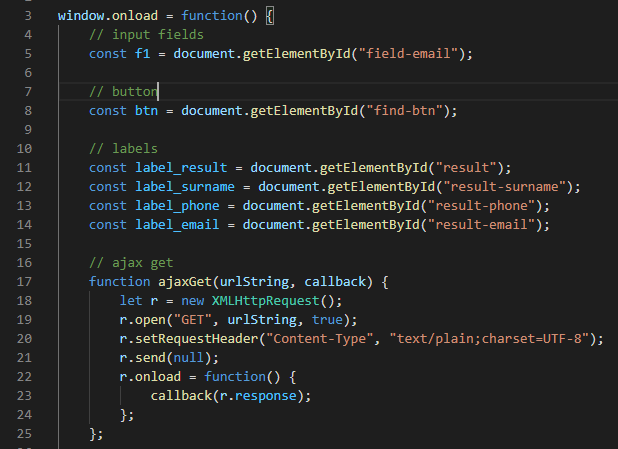 3 window.onload = function() {
4 // input fields
5 const f1 = document.getElementById("field-email");
6
7 // button
8 const btn = document.getElementById("find-btn");
9
10 // labels
11 const label_result = document.getElementById("result");
12 const label_surname = document.getElementById("result-surname");
13 const label_phone = document.getElementById("result-phone");
14 const label_email = document.getElementById("result-email");
15
16 // ajax get
17 function ajaxGet(urlString, callback) {
18 let r = new XMLHttpRequest();
19 r.open("GET", urlString, true);
20 r.setRequestHeader("Content-Type", "text/plain;charset=UTF-8");
21 r.send(null);
22 r.onload = function() {
23 callback(r.response);
24 };
25 };